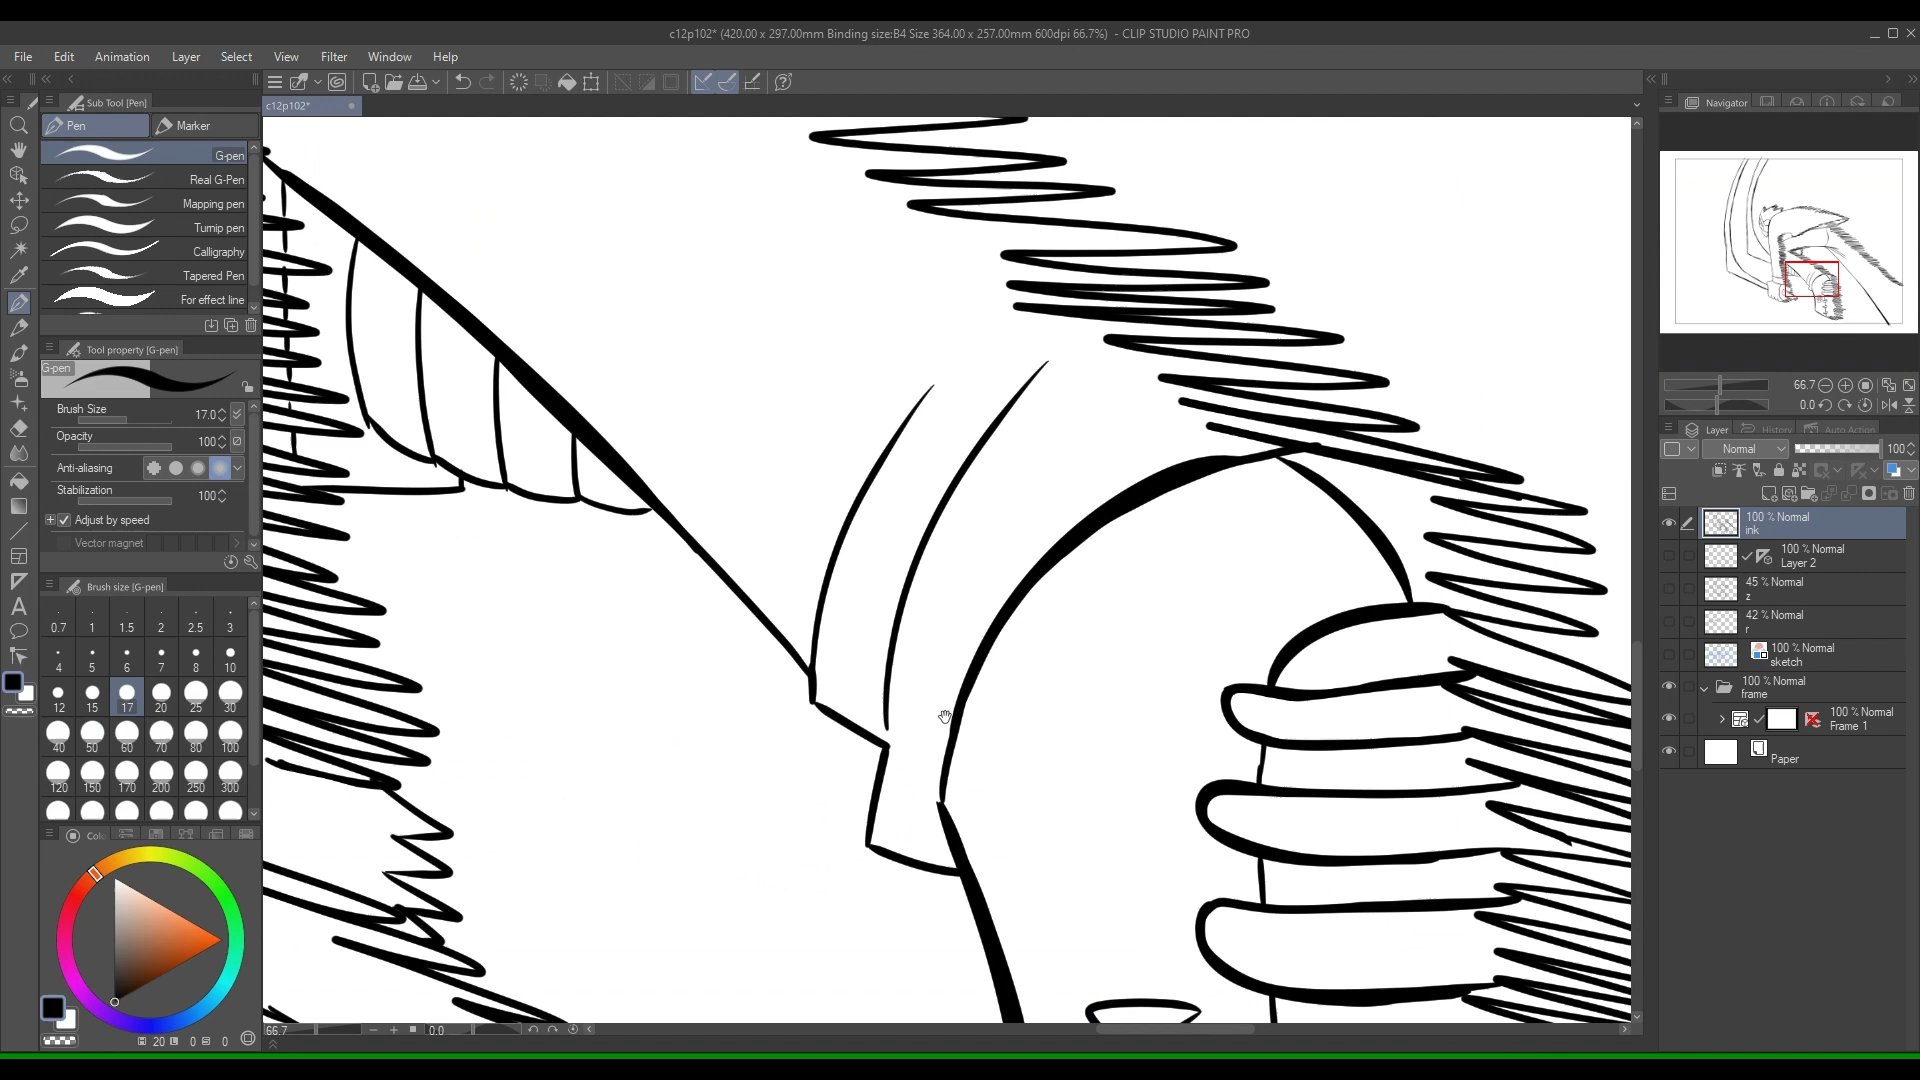 c12p102* (420.00 x 297.00mm Binding size:B4 Size 364.00 x 257.00mm 600dpi 66.7%) - CLIP STUDIO PAINT PRO
File Edit Animation Layer Select View Filter Window Help
Sub Tool [Pen]
c12p102*
Navigator
Pen Marker
G-pen
Real G-Pen
Mapping pen
Turnip pen
Calligraphy
Tapered Pen
For effect line
Tool property [G-pen]
G-pen
Brush Size 17.0
Opacity 100
Anti-aliasing
Stabilization 100
Adjust by speed
Vector magnet
Brush size [G-pen]
0.7 1 1.5 2 2.5 3
4 5 6 7 8 10
12 15 17 20 25 30
40 50 60 70 80 100
120 150 170 200 250 300
Colo
H 20 L 0 S 0
66.7 0.0
66.7
0.0
Layer History Auto Action
Normal 100
100 % Normal
ink
100 % Normal
Layer 2
45 % Normal
z
42 % Normal
r
100 % Normal
sketch
100 % Normal
frame
100 % Normal
Frame 1
Paper